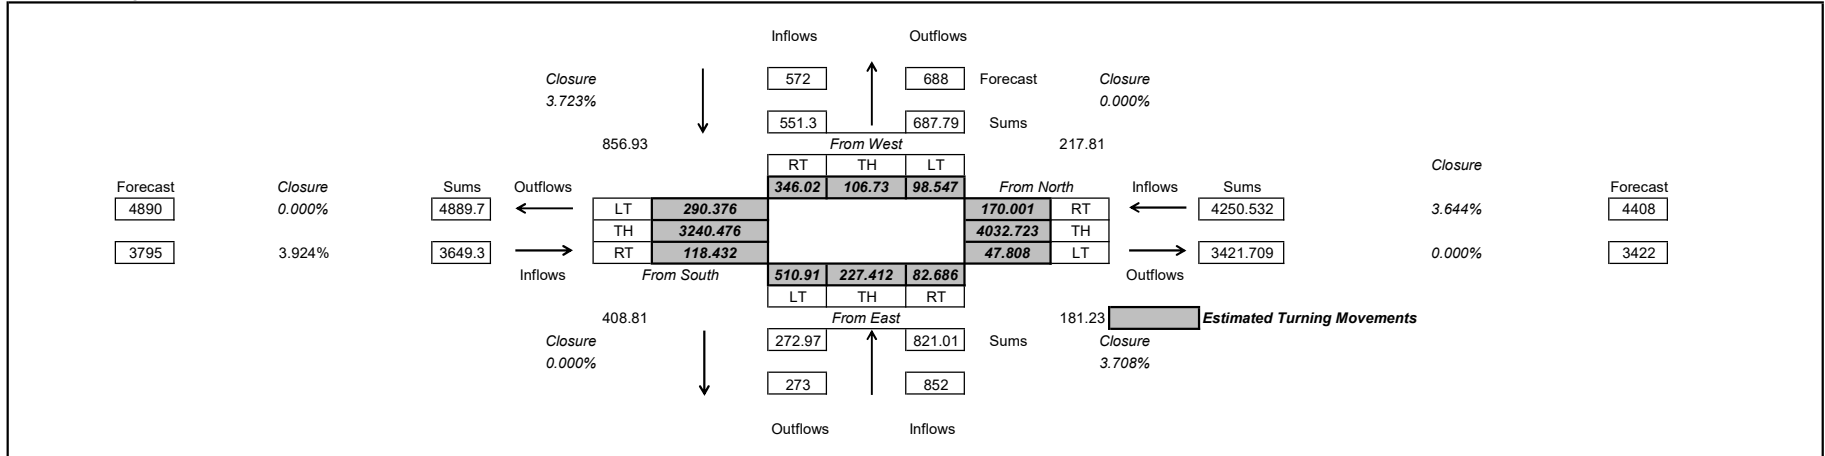 Inflows Outflows
Closure 572 688 Forecast Closure
3.723% 0.000%
551.3 687.79 Sums
856.93 From West 217.81
RT TH LT Closure
Forecast Closure Sums Outflows 346.02 106.73 98.547 From North Inflows Sums Forecast
4890 0.000% 4889.7 LT 290.376 170.001 RT 4250.532 3.644% 4408
TH 3240.476 4032.723 TH
3795 3.924% 3649.3 RT 118.432 47.808 LT 3421.709 0.000% 3422
Inflows From South 510.91 227.412 82.686 Outflows
LT TH RT
408.81 From East 181.23 Estimated Turning Movements
Closure 272.97 821.01 Sums Closure
0.000% 3.708%
273 852
Outflows Inflows